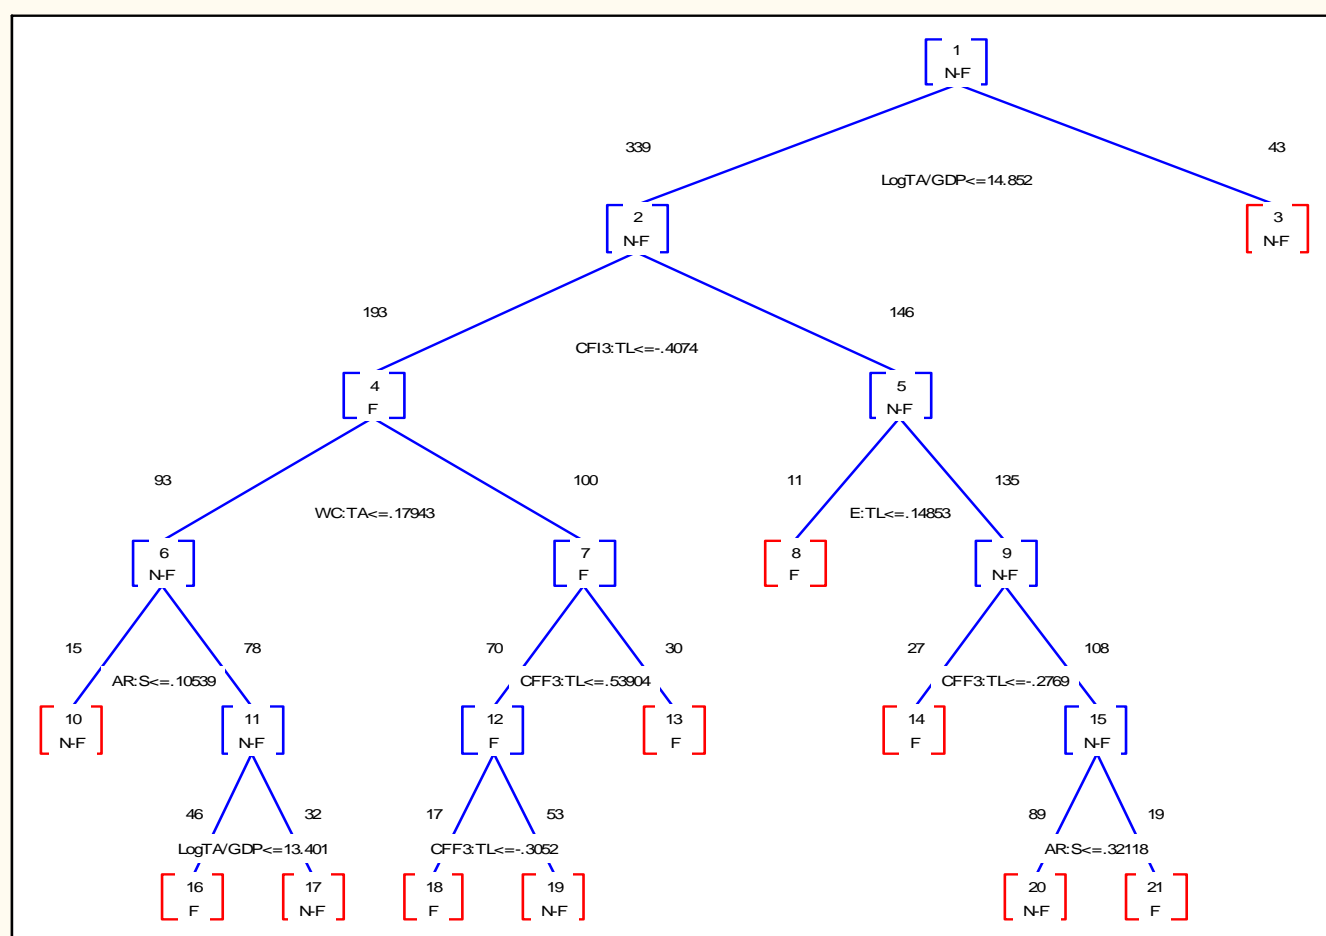 1
N-F
339
43
LogTA/GDP<=14.852
2
N-F
3
N-F
193
146
CFI3:TL<=-.4074
4
F
5
N-F
93
100
11
135
WC:TA<=.17943
E:TL<=.14853
6
N-F
7
F
8
F
9
N-F
15
78
70
30
27
108
AR:S<=.10539
CFF3:TL<=.53904
CFF3:TL<=-.2769
10
N-F
11
N-F
12
F
13
F
14
F
15
N-F
46
32
17
53
89
19
LogTA/GDP<=13.401
CFF3:TL<=-.3052
AR:S<=.32118
16
F
17
N-F
18
F
19
N-F
20
N-F
21
F